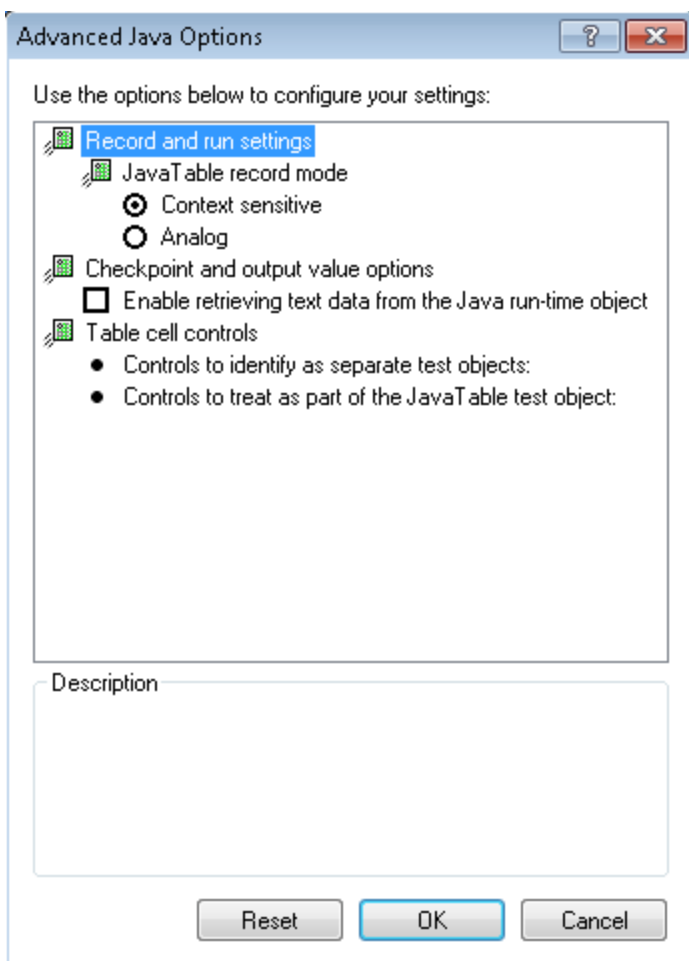 Advanced Java Options
Use the options below to configure your settings:
Record and run settings
JavaTable record mode
Context sensitive
Analog
Checkpoint and output value options
Enable retrieving text data from the Java run-time object
Table cell controls
Controls to identify as separate test objects:
Controls to treat as part of the JavaTable test object:
Description
Reset OK Cancel